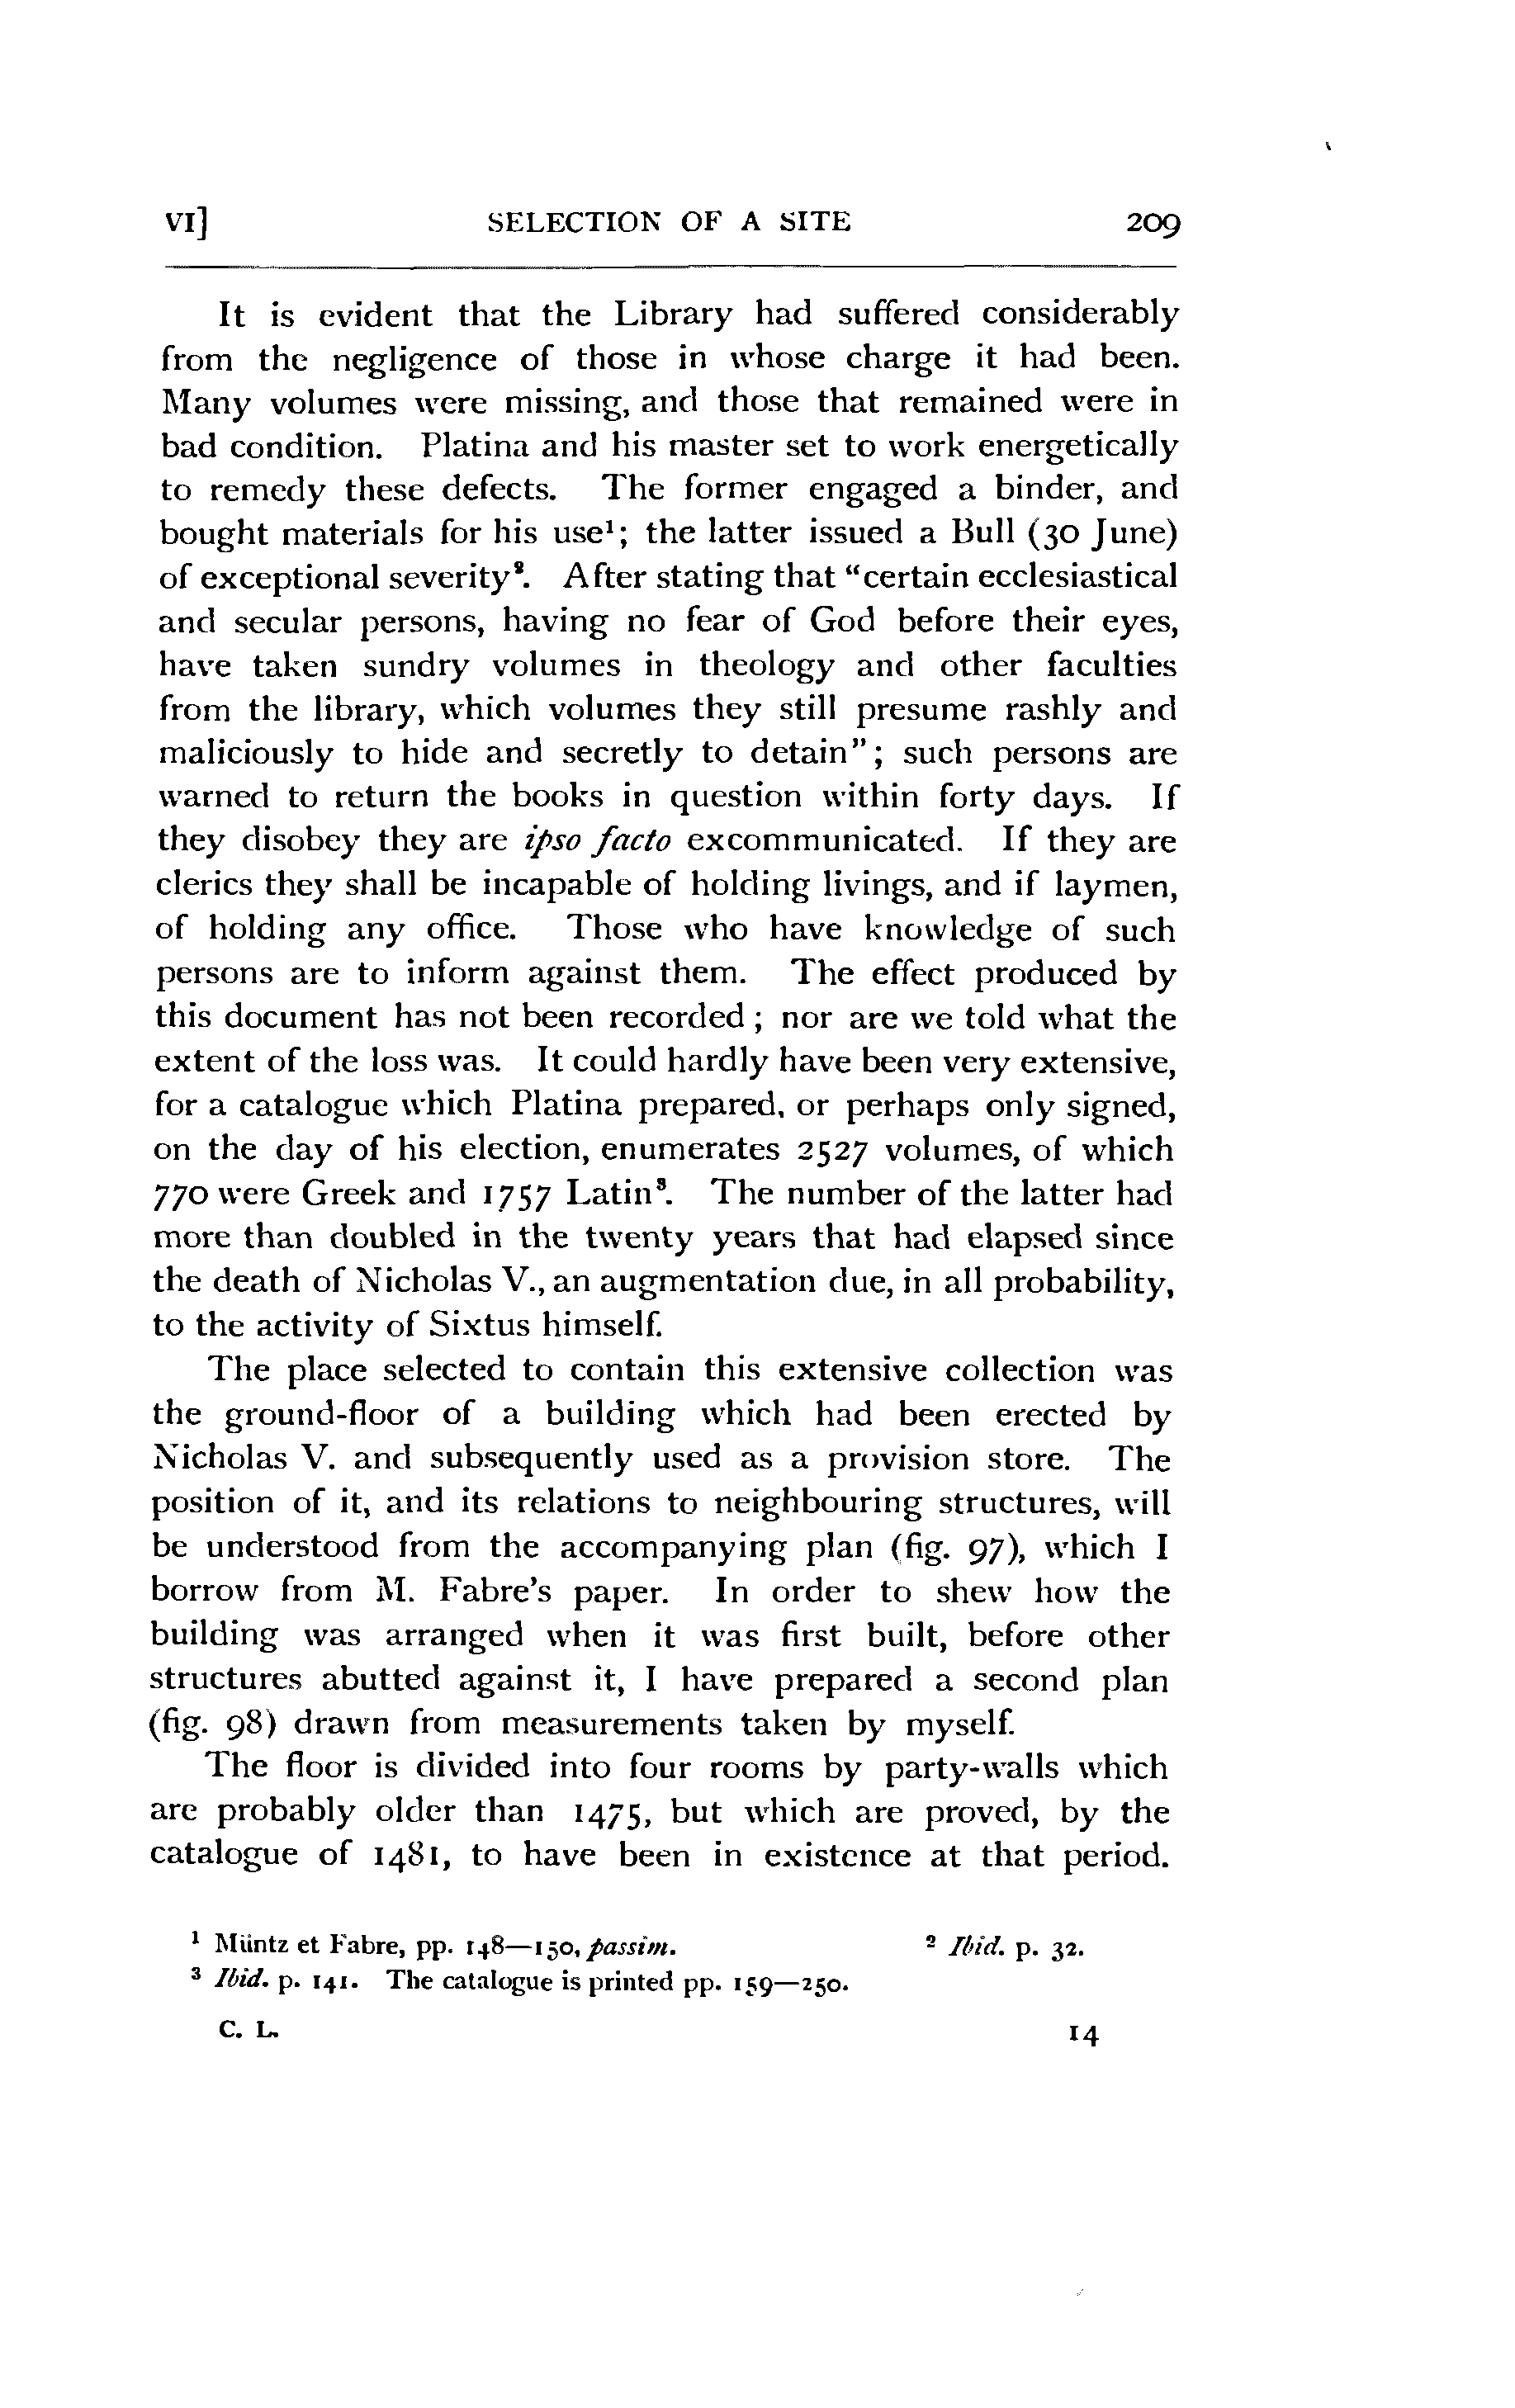 VI] SELECTION OF A SITE 209
It is evident that the Library had suffered considerably
from the negligence of those in whose charge it had been.
Many volumes were missing, and those that remained were in
bad condition. Platina and his master set to work energetically
to remedy these defects. The former engaged a binder, and
bought materials for his use¹; the latter issued a Bull (30 June)
of exceptional severity². After stating that “certain ecclesiastical
and secular persons, having no fear of God before their eyes,
have taken sundry volumes in theology and other faculties
from the library, which volumes they still presume rashly and
maliciously to hide and secretly to detain”; such persons are
warned to return the books in question within forty days. If
they disobey they are ipso facto excommunicated. If they are
clerics they shall be incapable of holding livings, and if laymen,
of holding any office. Those who have knowledge of such
persons are to inform against them. The effect produced by
this document has not been recorded; nor are we told what the
extent of the loss was. It could hardly have been very extensive,
for a catalogue which Platina prepared, or perhaps only signed,
on the day of his election, enumerates 2527 volumes, of which
770 were Greek and 1757 Latin³. The number of the latter had
more than doubled in the twenty years that had elapsed since
the death of Nicholas V., an augmentation due, in all probability,
to the activity of Sixtus himself.
The place selected to contain this extensive collection was
the ground-floor of a building which had been erected by
Nicholas V. and subsequently used as a provision store. The
position of it, and its relations to neighbouring structures, will
be understood from the accompanying plan (fig. 97), which I
borrow from M. Fabre’s paper. In order to shew how the
building was arranged when it was first built, before other
structures abutted against it, I have prepared a second plan
(fig. 98) drawn from measurements taken by myself.
The floor is divided into four rooms by party-walls which
are probably older than 1475, but which are proved, by the
catalogue of 1481, to have been in existence at that period.
¹ Müntz et Fabre, pp. 148—150, passim. ² Ibid. p. 32.
³ Ibid. p. 141. The catalogue is printed pp. 159—250.
C. L. 14